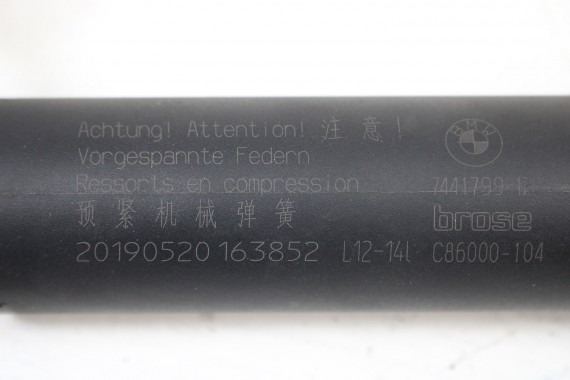 Achtung! Attention! 注意!
Vorgespannte Federn
Ressorts en compression
预紧机械弹簧
20190520 163852 L12-14L
BMW
7441799
brose
C86000-104